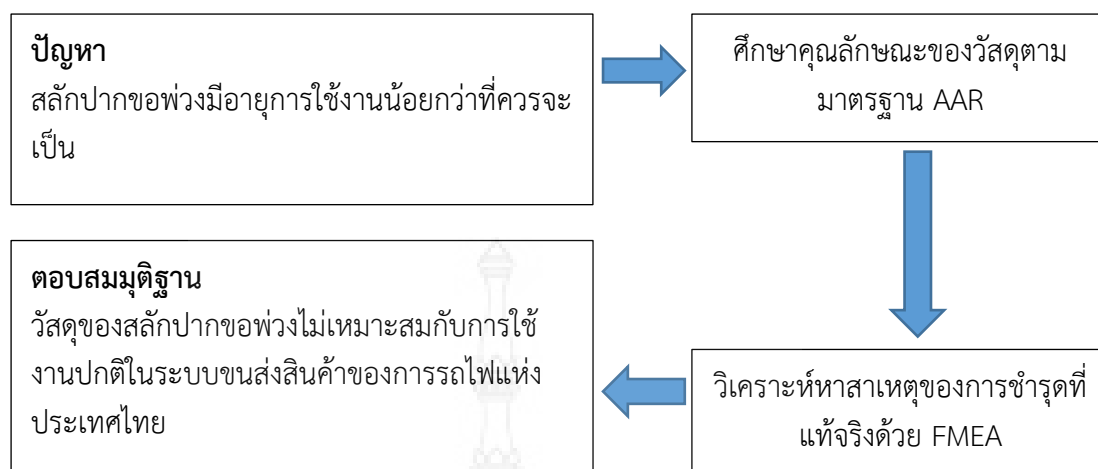 ปัญหา
สลักปากขอพ่วงมีอายุการใช้งานน้อยกว่าที่ควรจะ
เป็น
ศึกษาคุณลักษณะของวัสดุตาม
มาตรฐาน AAR
วิเคราะห์หาสาเหตุของการชำรุดที่
แท้จริงด้วย FMEA
ตอบสมมุติฐาน
วัสดุของสลักปากขอพ่วงไม่เหมาะสมกับการใช้
งานปกติในระบบขนส่งสินค้าของการรถไฟแห่ง
ประเทศไทย